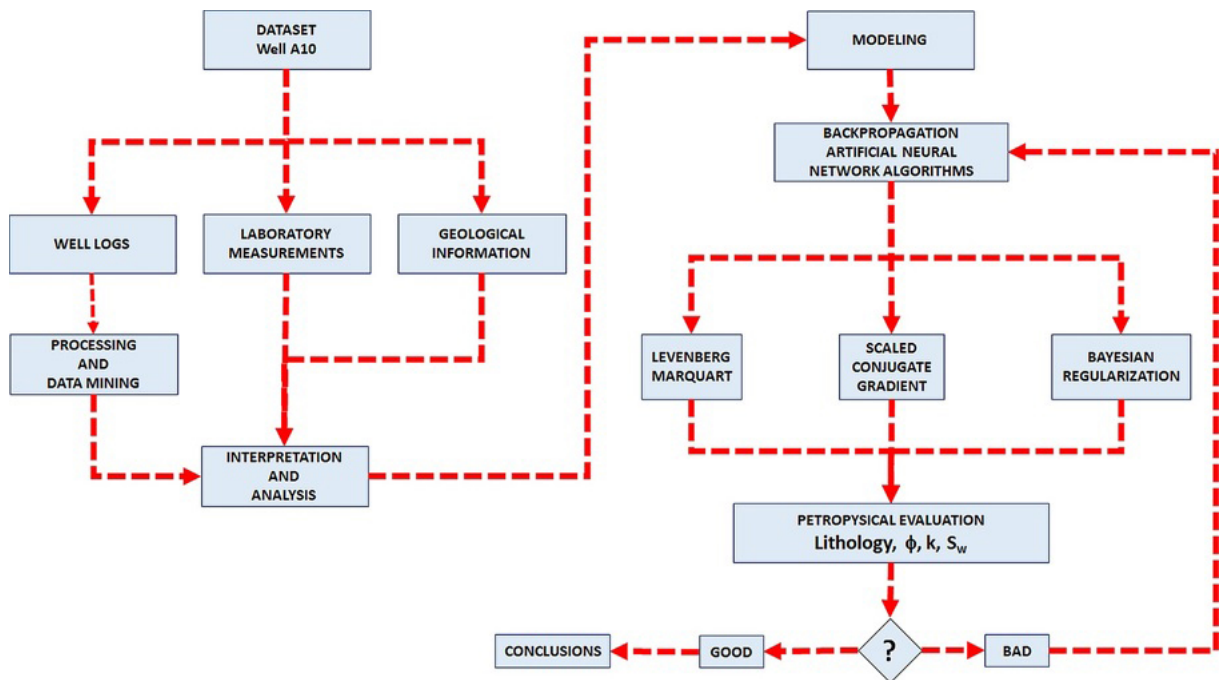 DATASET
Well A10
WELL LOGS
LABORATORY
MEASUREMENTS
GEOLOGICAL
INFORMATION
PROCESSING
AND
DATA MINING
INTERPRETATION
AND
ANALYSIS
MODELING
BACKPROPAGATION
ARTIFICIAL NEURAL
NETWORK ALGORITHMS
LEVENBERG
MARQUART
SCALED
CONJUGATE
GRADIENT
BAYESIAN
REGULARIZATION
PETROPYSICAL EVALUATION
Lithology, ϕ, k, Sw
?
GOOD
CONCLUSIONS
BAD